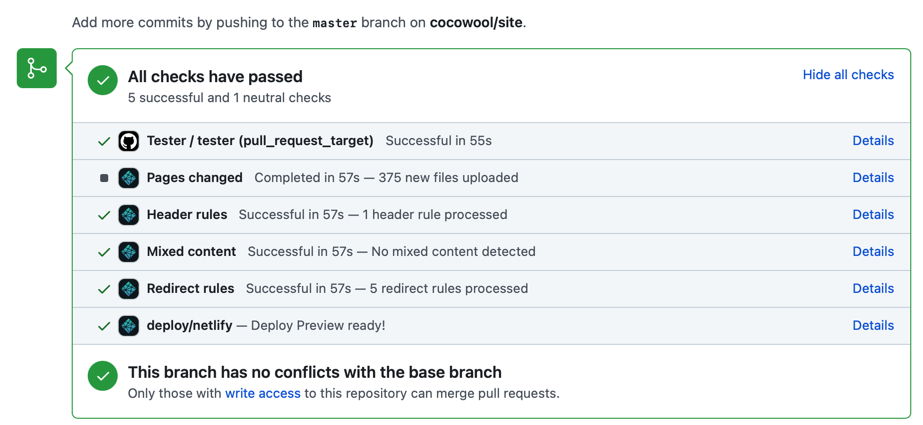 Add more commits by pushing to the master branch on cocowool/site.
All checks have passed
Hide all checks
5 successful and 1 neutral checks
Tester / tester (pull_request_target) Successful in 55s Details
Pages changed Completed in 57s — 375 new files uploaded Details
Header rules Successful in 57s — 1 header rule processed Details
Mixed content Successful in 57s — No mixed content detected Details
Redirect rules Successful in 57s — 5 redirect rules processed Details
deploy/netlify — Deploy Preview ready! Details
This branch has no conflicts with the base branch
Only those with write access to this repository can merge pull requests.